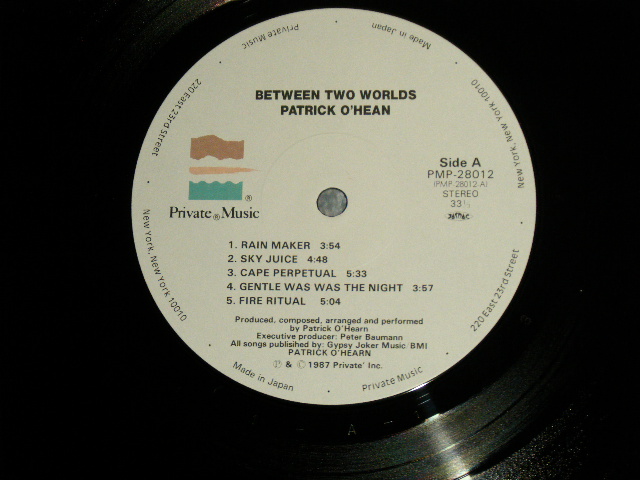 BETWEEN TWO WORLDS
PATRICK O'HEAN
Side A
PMP-28012
(PMP-28012-A)
STEREO
33 1/3
JASRAC
® 
Private® Music
1. RAIN MAKER 3:54
2. SKY JUICE 4:48
3. CAPE PERPETUAL 5:33
4. GENTLE WAS WAS THE NIGHT 3:57
5. FIRE RITUAL 5:04
Produced, composed, arranged and performed
by Patrick O'Hearn
Executive producer: Peter Baumann
All songs publisihed by: Gypsy Joker Music/BMI
PATRICK O'HEARN
℗ & © 1987 Private' Inc.
Private Music
Made in Japan
New York, New York 10010
220 East 23rd Street
Private Music
Made in Japan
New York, New York 10010
220 East 23rd Street
- A -